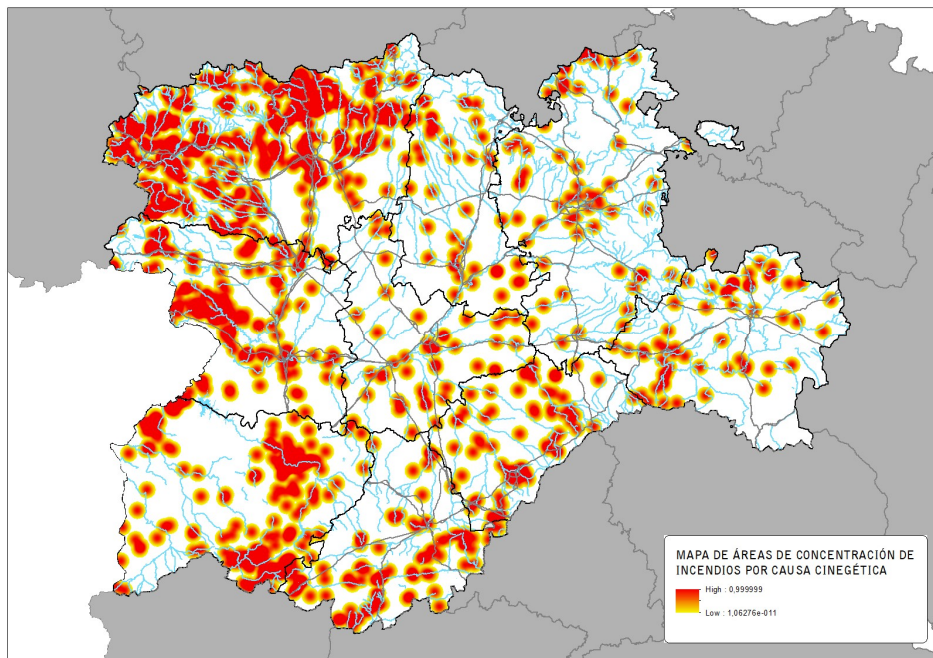 MAPA DE ÁREAS DE CONCENTRACIÓN DE
INCENDIOS POR CAUSA CINEGÉTICA
High : 0,999999
Low : 1,06276e-011